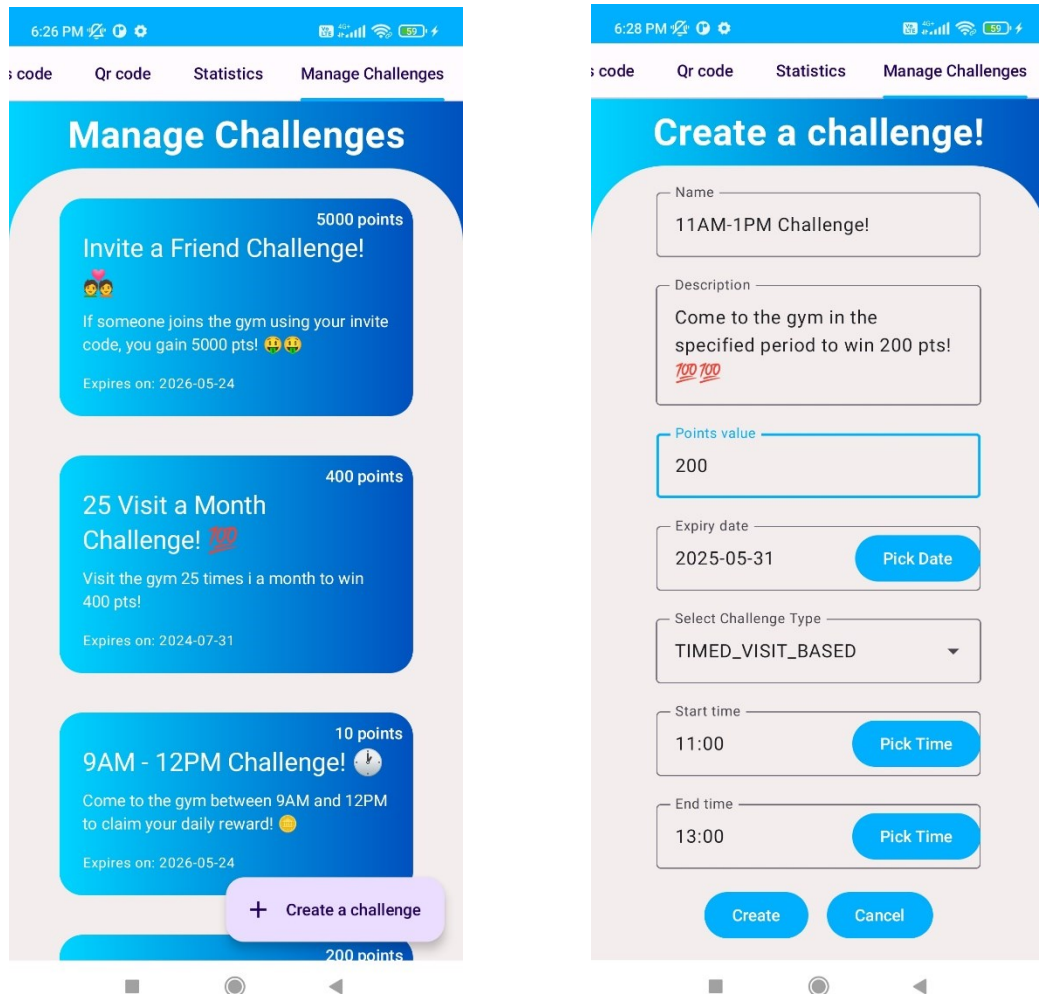 6:26 PM
4G+
59
s code Qr code Statistics Manage Challenges
Manage Challenges
5000 points
Invite a Friend Challenge!
💑
If someone joins the gym using your invite
code, you gain 5000 pts! 🤑🤑
Expires on: 2026-05-24
400 points
25 Visit a Month
Challenge! 💯
Visit the gym 25 times i a month to win
400 pts!
Expires on: 2024-07-31
10 points
9AM - 12PM Challenge! 🕐
Come to the gym between 9AM and 12PM
to claim your daily reward! 🪙
Expires on: 2026-05-24
+ Create a challenge
200 points
6:28 PM
4G+
59
s code Qr code Statistics Manage Challenges
Create a challenge!
Name
11AM-1PM Challenge!
Description
Come to the gym in the
specified period to win 200 pts!
💯💯
Points value
200
Expiry date
2025-05-31
Pick Date
Select Challenge Type
TIMED_VISIT_BASED
Start time
11:00
Pick Time
End time
13:00
Pick Time
Create Cancel